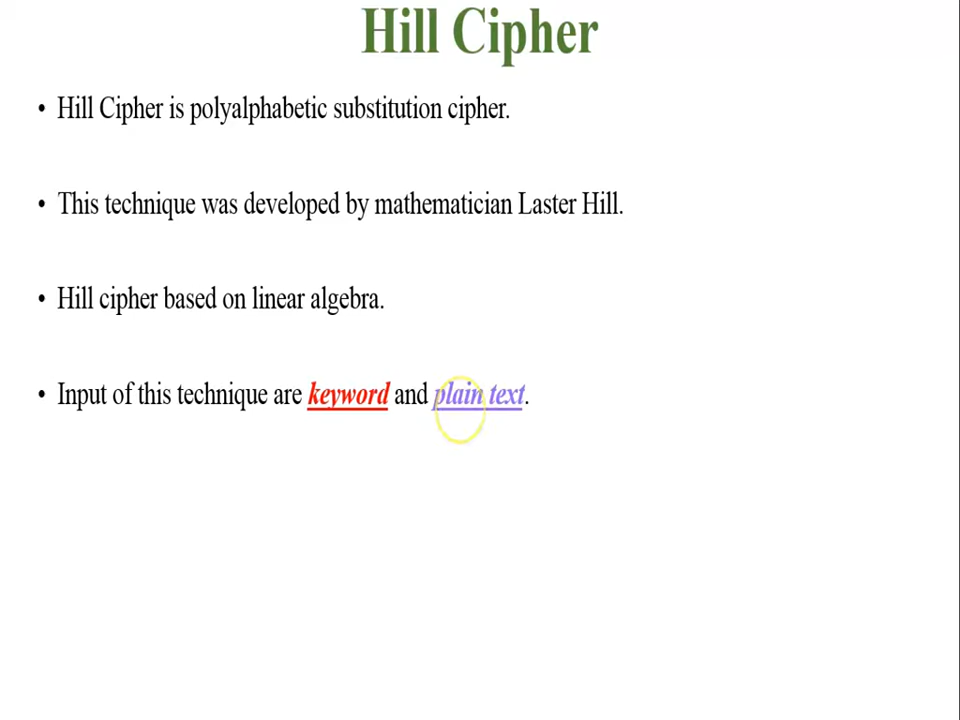 Hill Cipher
• Hill Cipher is polyalphabetic substitution cipher.
• This technique was developed by mathematician Laster Hill.
• Hill cipher based on linear algebra.
• Input of this technique are keyword and plain text.